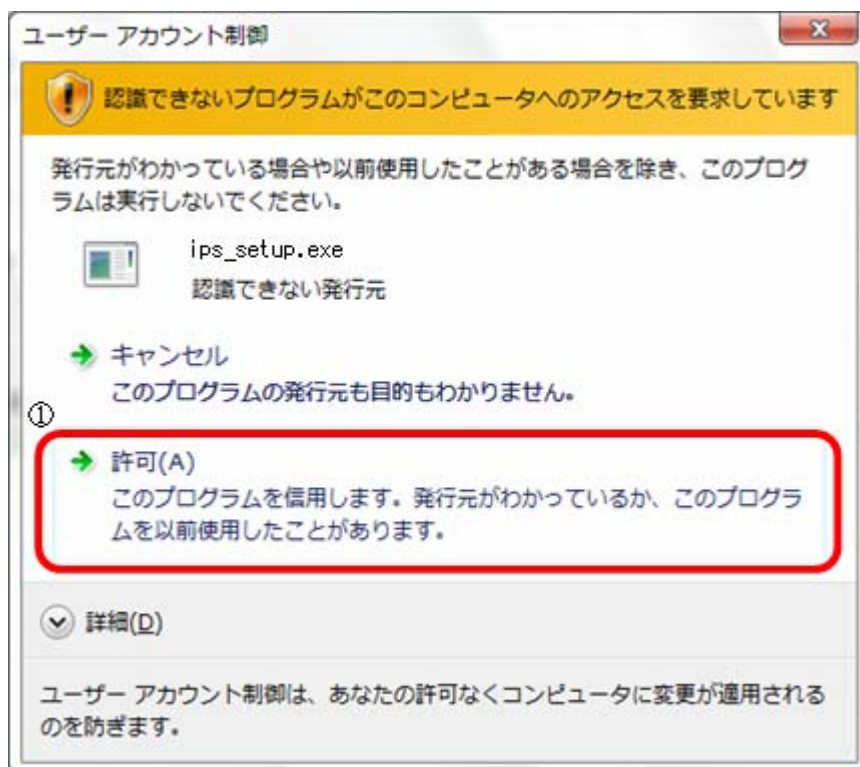 ユーザー アカウント制御
認識できないプログラムがこのコンピュータへのアクセスを要求しています
発行元がわかっている場合や以前使用したことがある場合を除き、このプログ
ラムは実行しないでください。
ips_setup.exe
認識できない発行元
キャンセル
このプログラムの発行元も目的もわかりません。
①
許可(A)
このプログラムを信用します。発行元がわかっているか、このプログラ
ムを以前使用したことがあります。
詳細(D)
ユーザー アカウント制御は、あなたの許可なくコンピュータに変更が適用される
のを防ぎます。